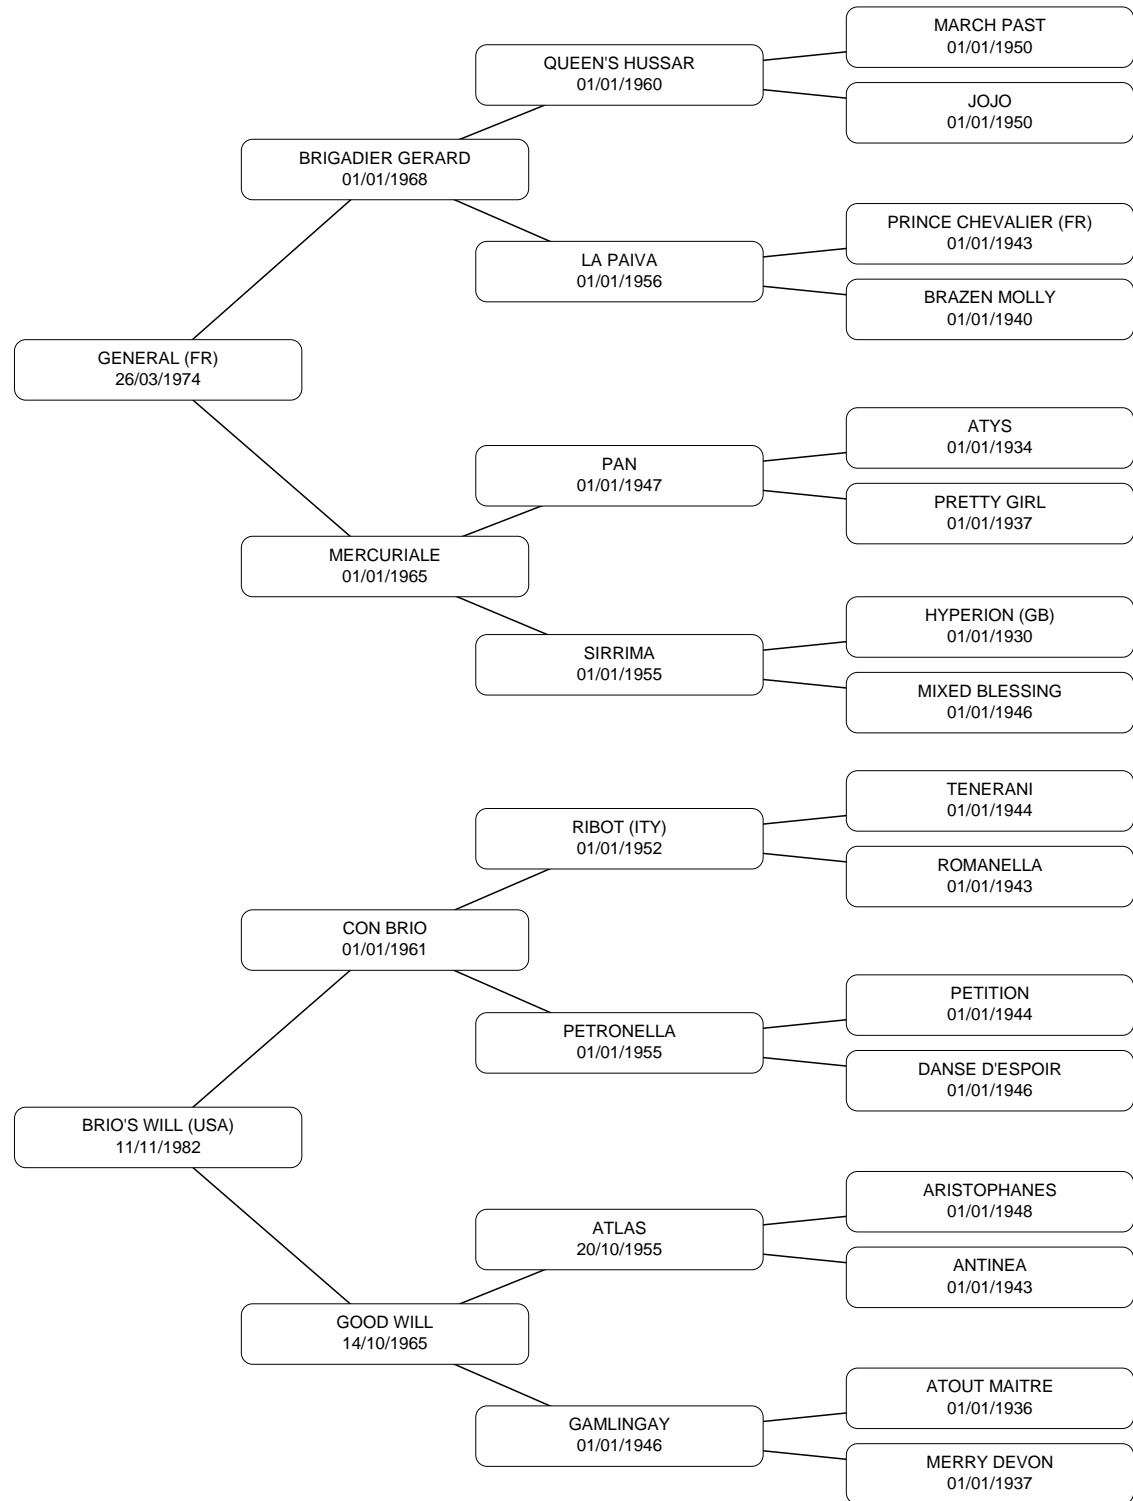 MARCH PAST
01/01/1950
QUEEN'S HUSSAR
01/01/1960
JOJO
01/01/1950
BRIGADIER GERARD
01/01/1968
PRINCE CHEVALIER (FR)
01/01/1943
LA PAIVA
01/01/1956
BRAZEN MOLLY
01/01/1940
GENERAL (FR)
26/03/1974
ATYS
01/01/1934
PAN
01/01/1947
PRETTY GIRL
01/01/1937
MERCURIALE
01/01/1965
HYPERION (GB)
01/01/1930
SIRRIMA
01/01/1955
MIXED BLESSING
01/01/1946
TENERANI
01/01/1944
RIBOT (ITY)
01/01/1952
ROMANELLA
01/01/1943
CON BRIO
01/01/1961
PETITION
01/01/1944
PETRONELLA
01/01/1955
DANSE D'ESPOIR
01/01/1946
BRIO'S WILL (USA)
11/11/1982
ARISTOPHANES
01/01/1948
ATLAS
20/10/1955
ANTINEA
01/01/1943
GOOD WILL
14/10/1965
ATOUT MAITRE
01/01/1936
GAMLINGAY
01/01/1946
MERRY DEVON
01/01/1937